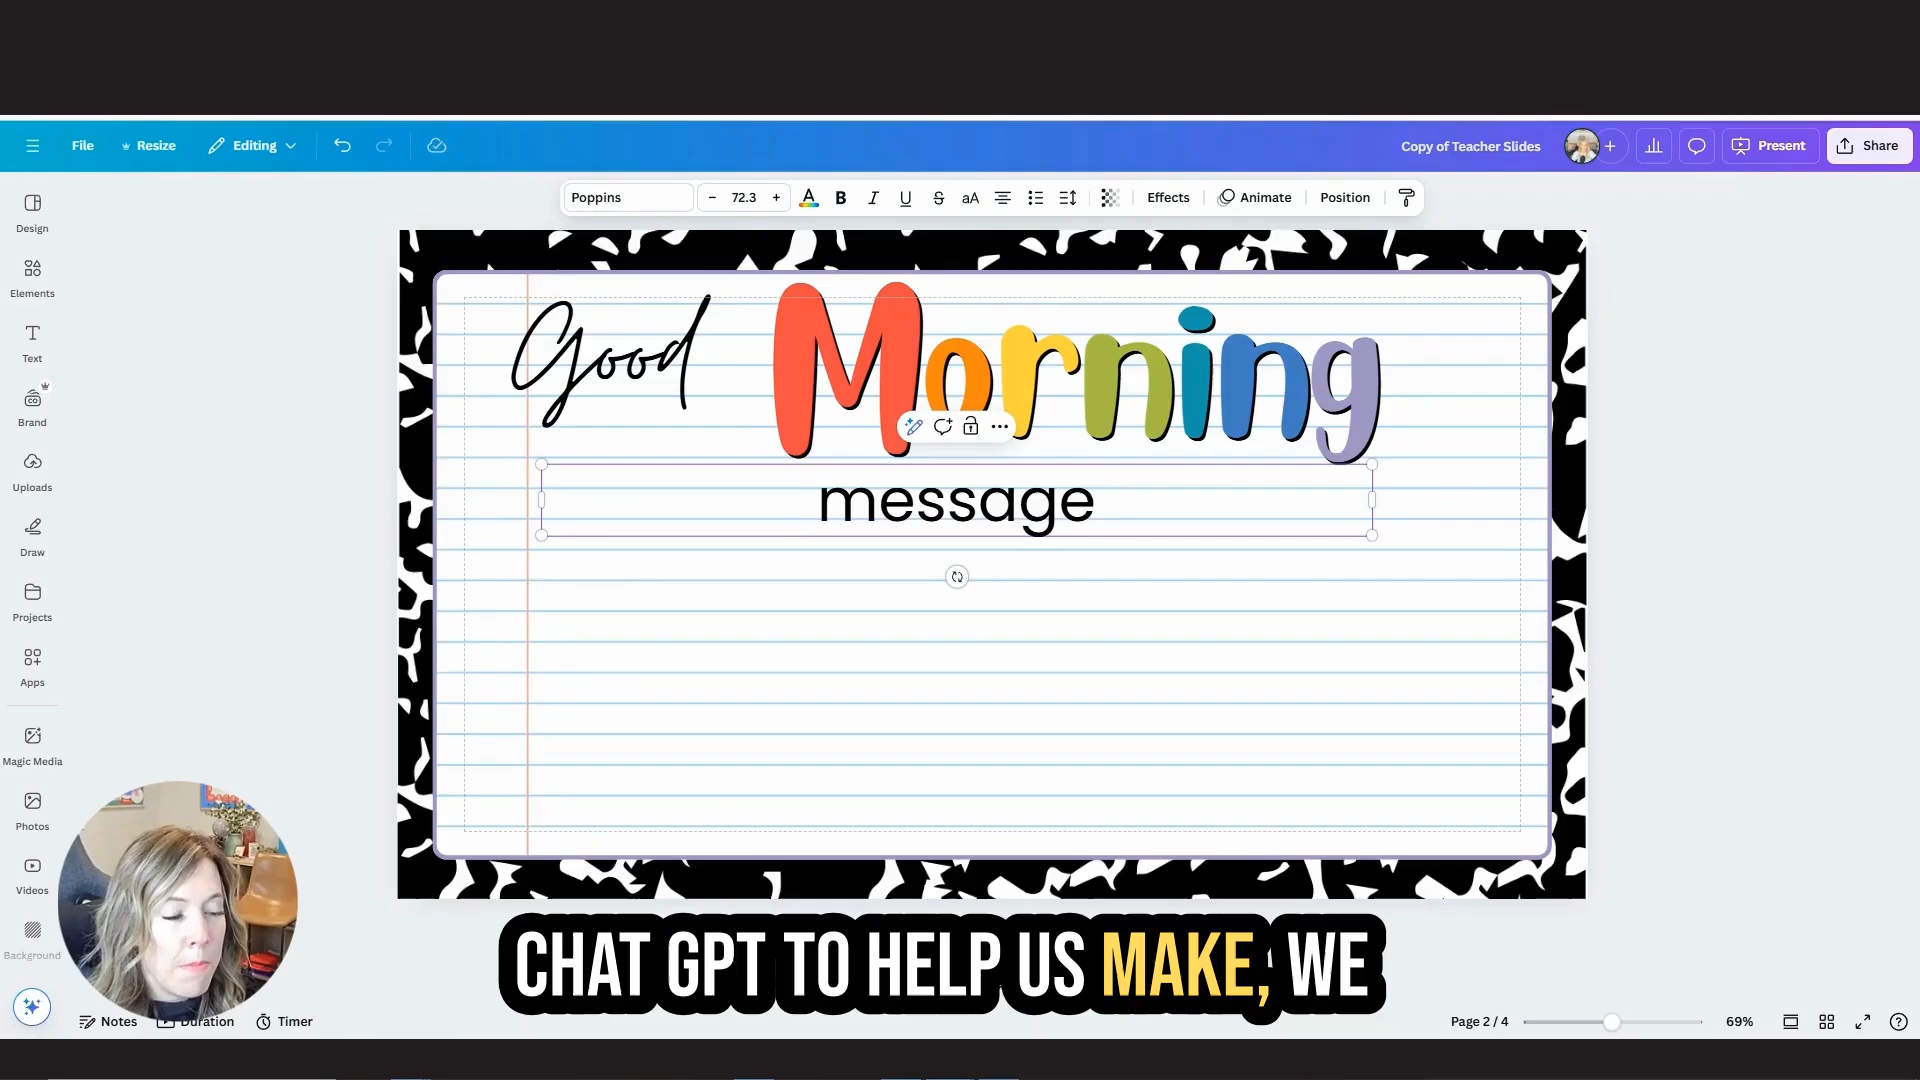 File
Resize
Editing
Copy of Teacher Slides
Present
Share
Poppins
72.3
A
B
I
U
S
aA
Effects
Animate
Position
Design
Elements
Text
Brand
Uploads
Draw
Projects
Apps
Magic Media
Photos
Videos
Background
Good Morning
message
CHAT GPT TO HELP US MAKE, WE
Notes
Duration
Timer
Page 2 / 4
69%